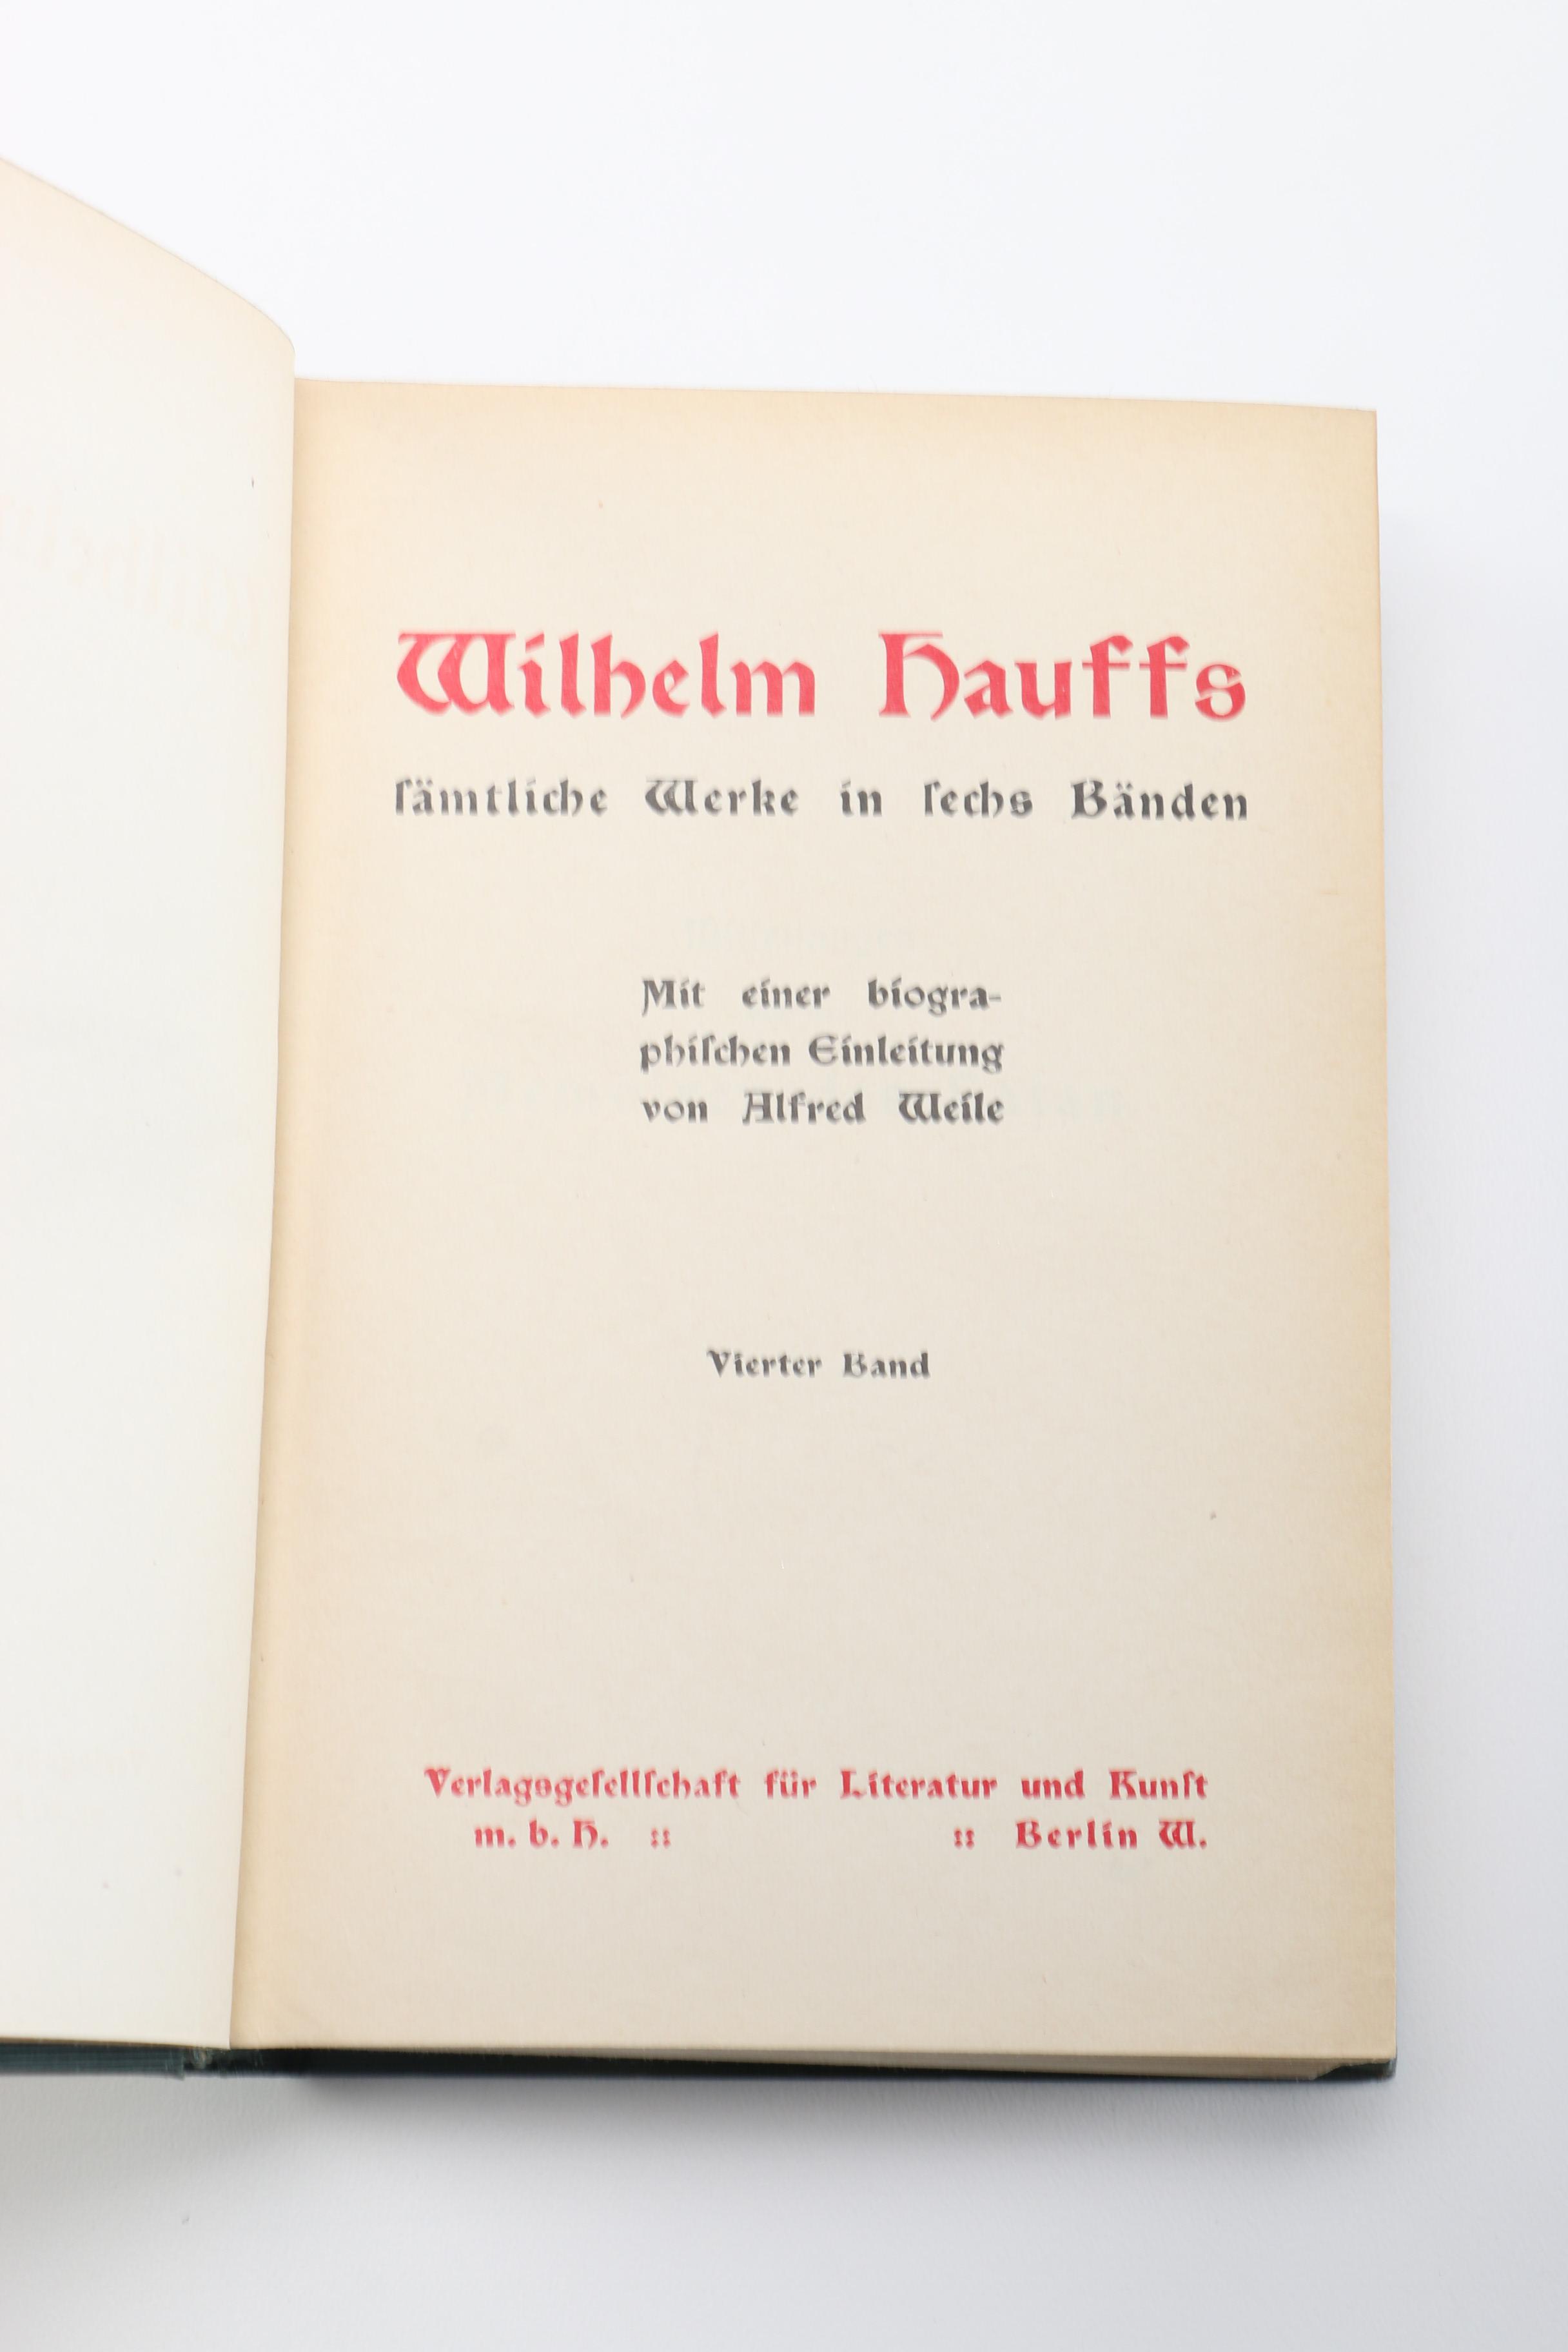 Wilhelm Hauffs
ſämtliche Werke in ſechs Bänden
Mit einer biogra-
phiſchen Einleitung
von Alfred Weile
Vierter Band
Verlagsgeſellſchaft für Literatur und Kunſt
m. b. H. :: :: Berlin W.